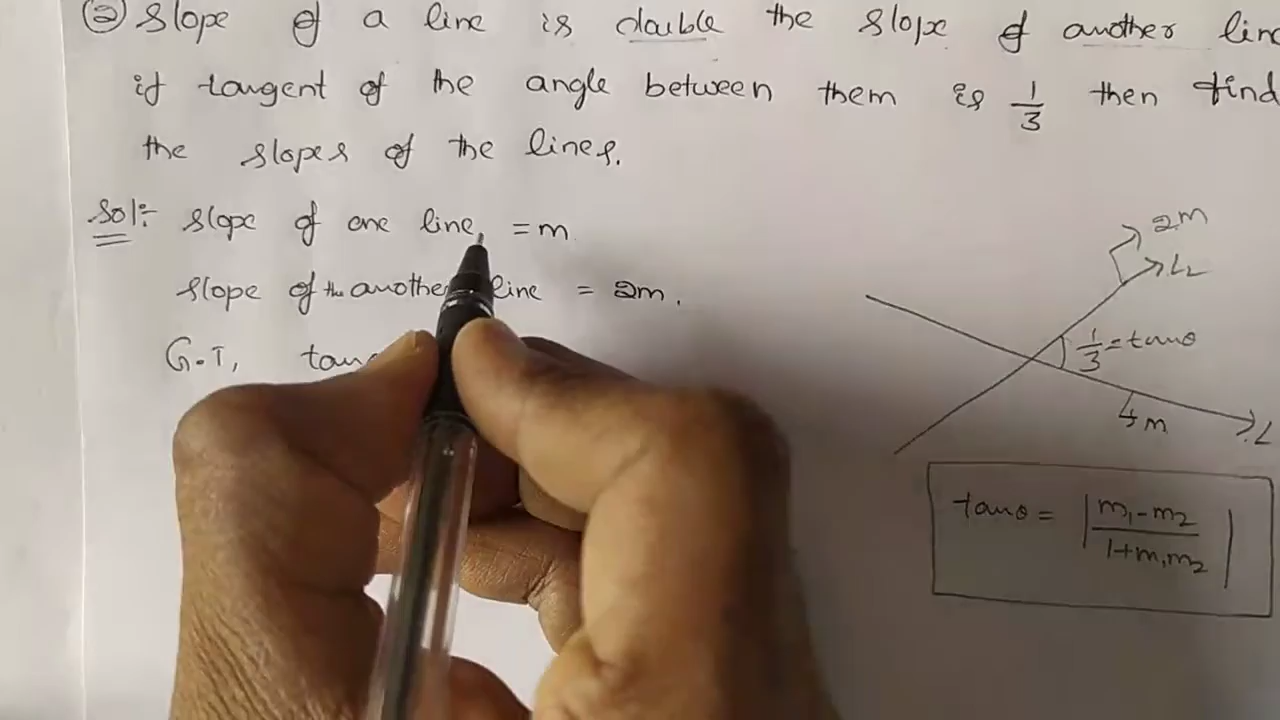 ② Slope of a line is double the slope of another line
if tangent of the angle between them is 1/3 then find
the slopes of the lines.
Sol:- slope of one line = m.
slope of the another line = 2m.
G.T, tan
2m
L₂
1/3 = tanθ
m
L
tanθ = |m₁-m₂ / 1+m₁m₂|